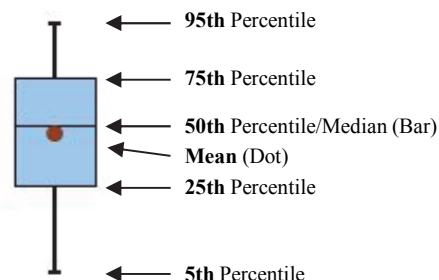 95th Percentile
75th Percentile
50th Percentile/Median (Bar)
Mean (Dot)
25th Percentile
5th Percentile